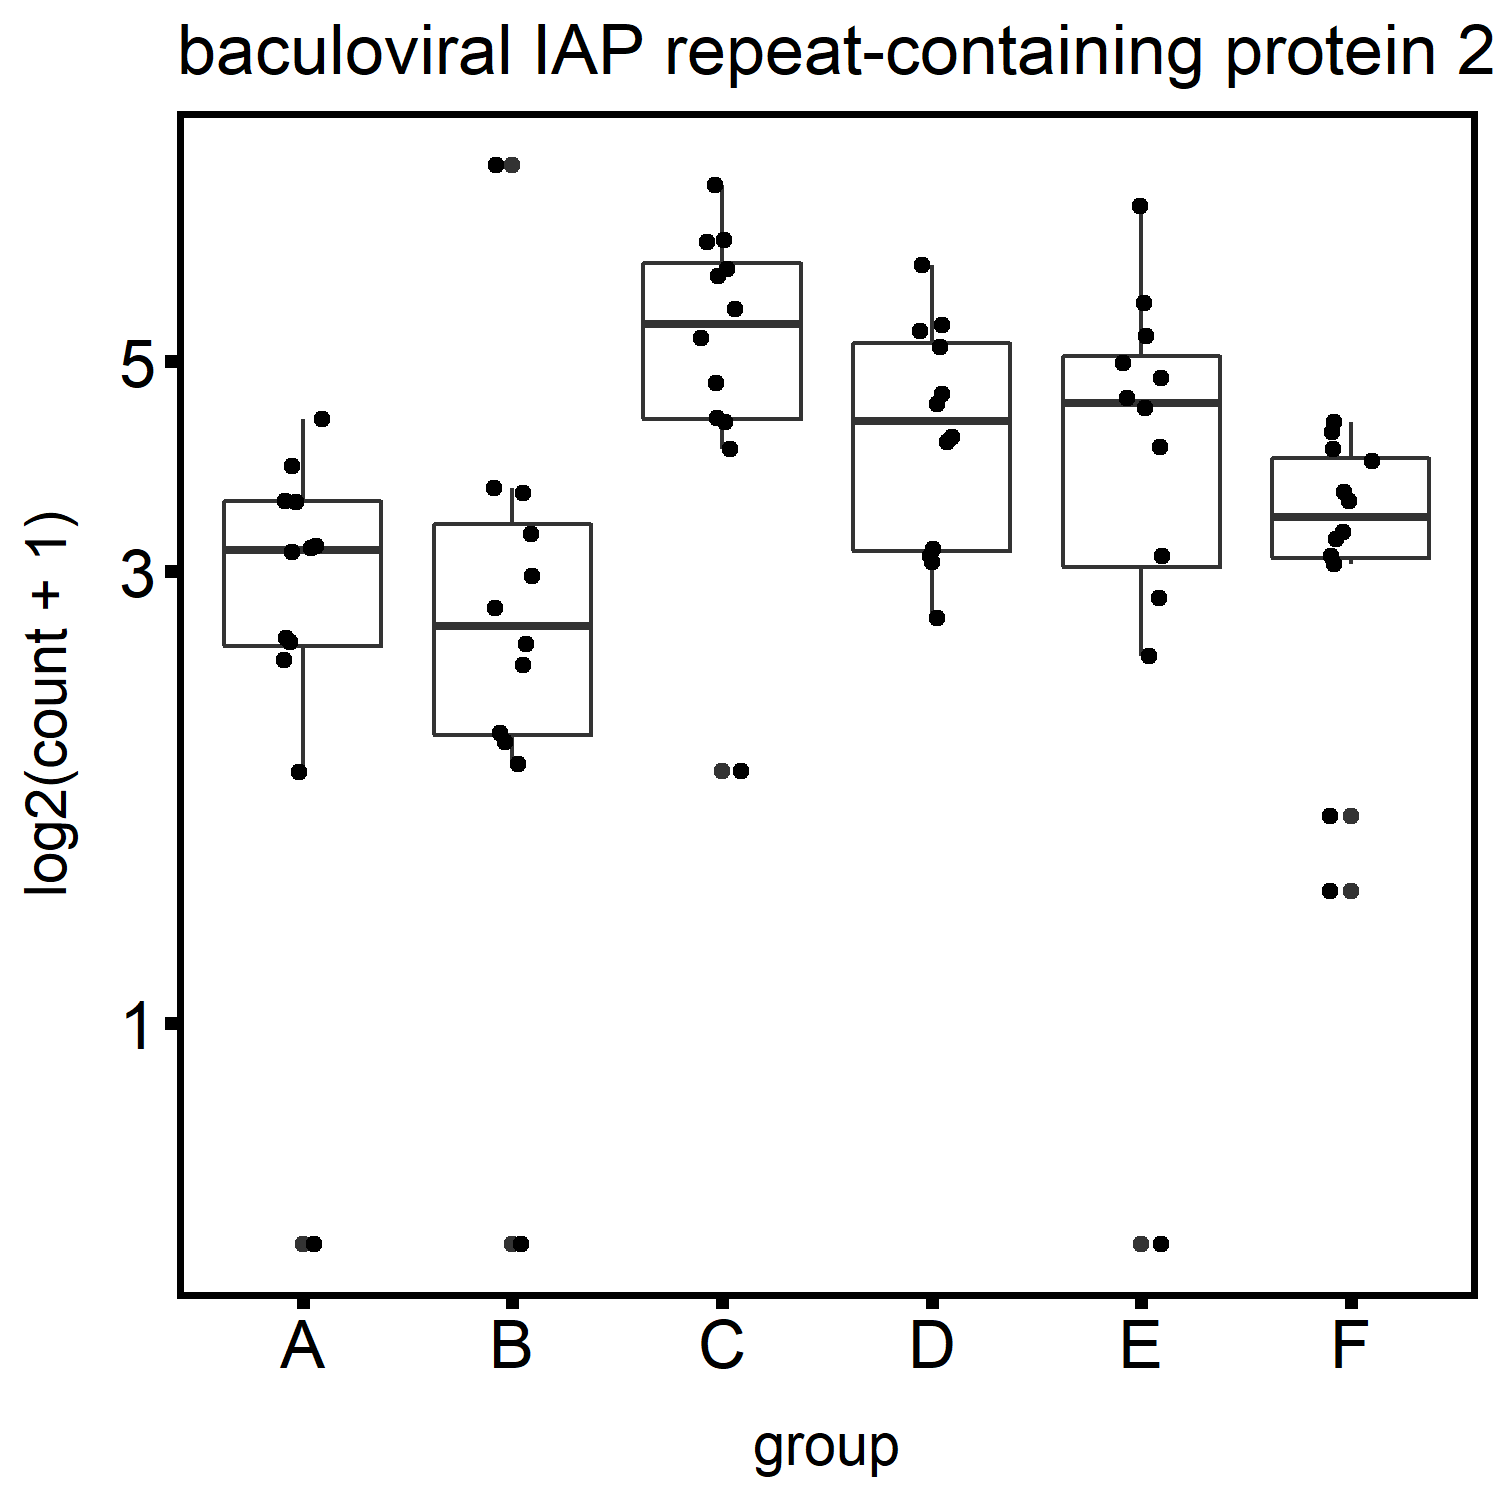 baculoviral IAP repeat-containing protein 2
log2(count + 1)
5
3
1
A B C D E F
group